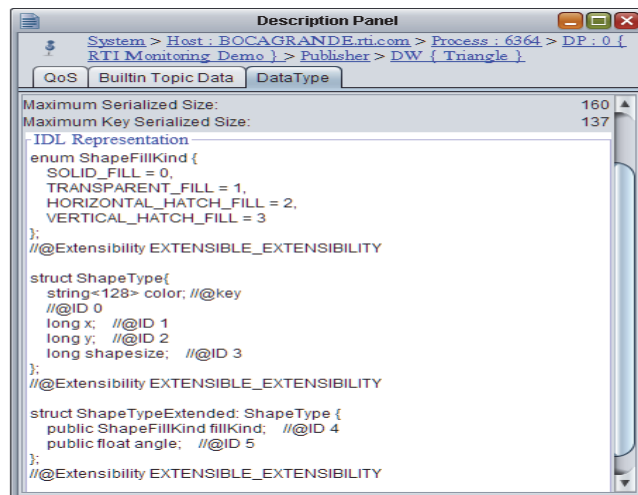 Description Panel
System > Host : BOCAGRANDE.rti.com > Process : 6364 > DP : 0 {
RTI Monitoring Demo } > Publisher > DW { Triangle }
QoS Builtin Topic Data DataType
Maximum Serialized Size: 160
Maximum Key Serialized Size: 137
IDL Representation
enum ShapeFillKind {
SOLID_FILL = 0,
TRANSPARENT_FILL = 1,
HORIZONTAL_HATCH_FILL = 2,
VERTICAL_HATCH_FILL = 3
};
//@Extensibility EXTENSIBLE_EXTENSIBILITY
struct ShapeType{
string<128> color; //@key
//@ID 0
long x; //@ID 1
long y; //@ID 2
long shapesize; //@ID 3
};
//@Extensibility EXTENSIBLE_EXTENSIBILITY
struct ShapeTypeExtended: ShapeType {
public ShapeFillKind fillKind; //@ID 4
public float angle; //@ID 5
};
//@Extensibility EXTENSIBLE_EXTENSIBILITY